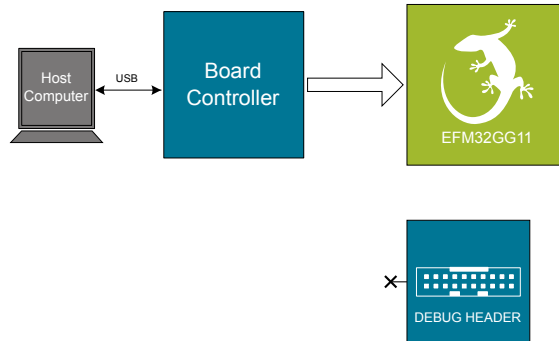 Host
Computer
USB
Board
Controller
EFM32GG11
DEBUG HEADER